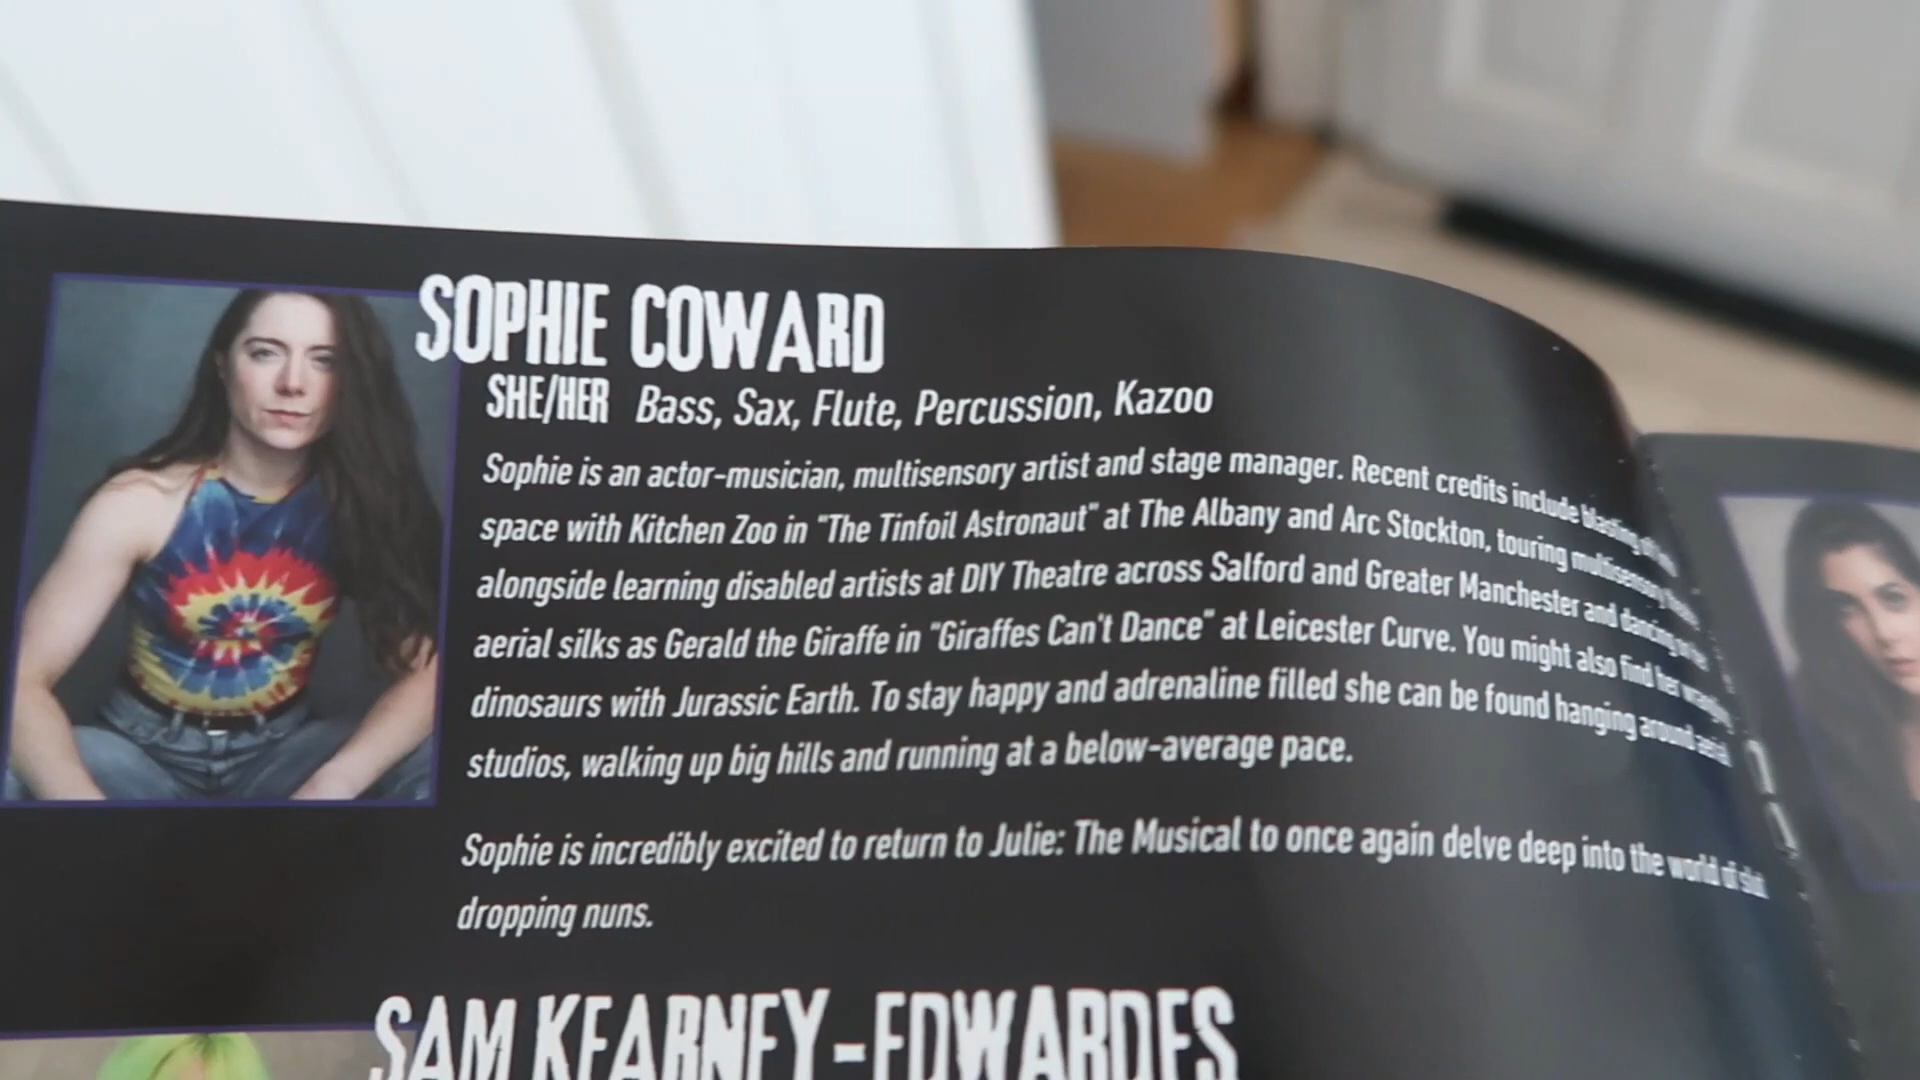 SOPHIE COWARD
SHE/HER Bass, Sax, Flute, Percussion, Kazoo
Sophie is an actor-musician, multisensory artist and stage manager. Recent credits include blasting
space with Kitchen Zoo in "The Tinfoil Astronaut" at The Albany and Arc Stockton, touring multisensory
alongside learning disabled artists at DIY Theatre across Salford and Greater Manchester and dancing
aerial silks as Gerald the Giraffe in "Giraffes Can't Dance" at Leicester Curve. You might also find her
dinosaurs with Jurassic Earth. To stay happy and adrenaline filled she can be found hanging around aerial
studios, walking up big hills and running at a below-average pace.
Sophie is incredibly excited to return to Julie: The Musical to once again delve deep into the world of
dropping nuns.
SAM KEARNEY-EDWARDES